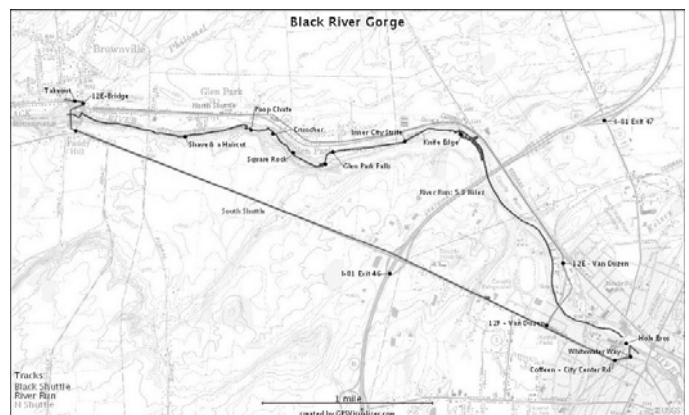 Black River Gorge
Brownville
Takeout
12E-Bridge
Glen Park
North Shuttle
Poop Chute
Cruncher
I-81 Exit 47
Inner City Strife
Knife Edge
Shave & a Haircut
Square Rock
Glen Park Falls
River Run: 5.9 Miles
South Shuttle
I-81 Exit 46
12E - Van Duzen
12F - Van Duzen
Hole Bros
Whitewater Way
Coffeen - City Center Rd
Tracks:
Black Shuttle
River Run
N Shuttle
1 mile
created by GPSVisualizer.com